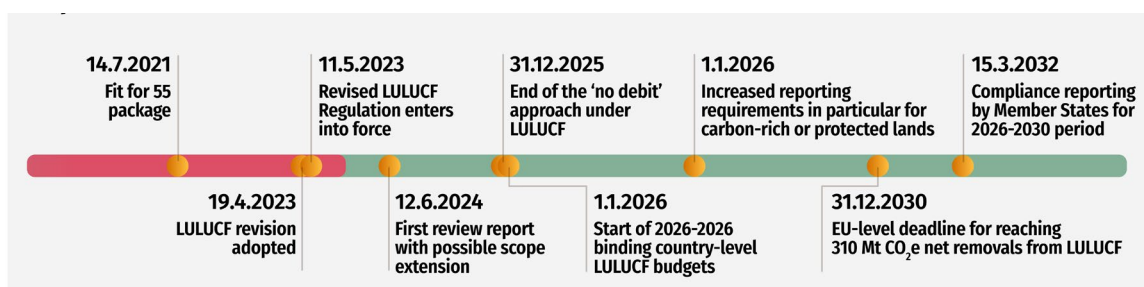 14.7.2021
Fit for 55
package
11.5.2023
Revised LULUCF
Regulation enters
into force
31.12.2025
End of the ‘no debit’
approach under
LULUCF
1.1.2026
Increased reporting
requirements in particular for
carbon-rich or protected lands
15.3.2032
Compliance reporting
by Member States for
2026-2030 period
19.4.2023
LULUCF revision
adopted
12.6.2024
First review report
with possible scope
extension
1.1.2026
Start of 2026-2026
binding country-level
LULUCF budgets
31.12.2030
EU-level deadline for reaching
310 Mt CO₂e net removals from LULUCF